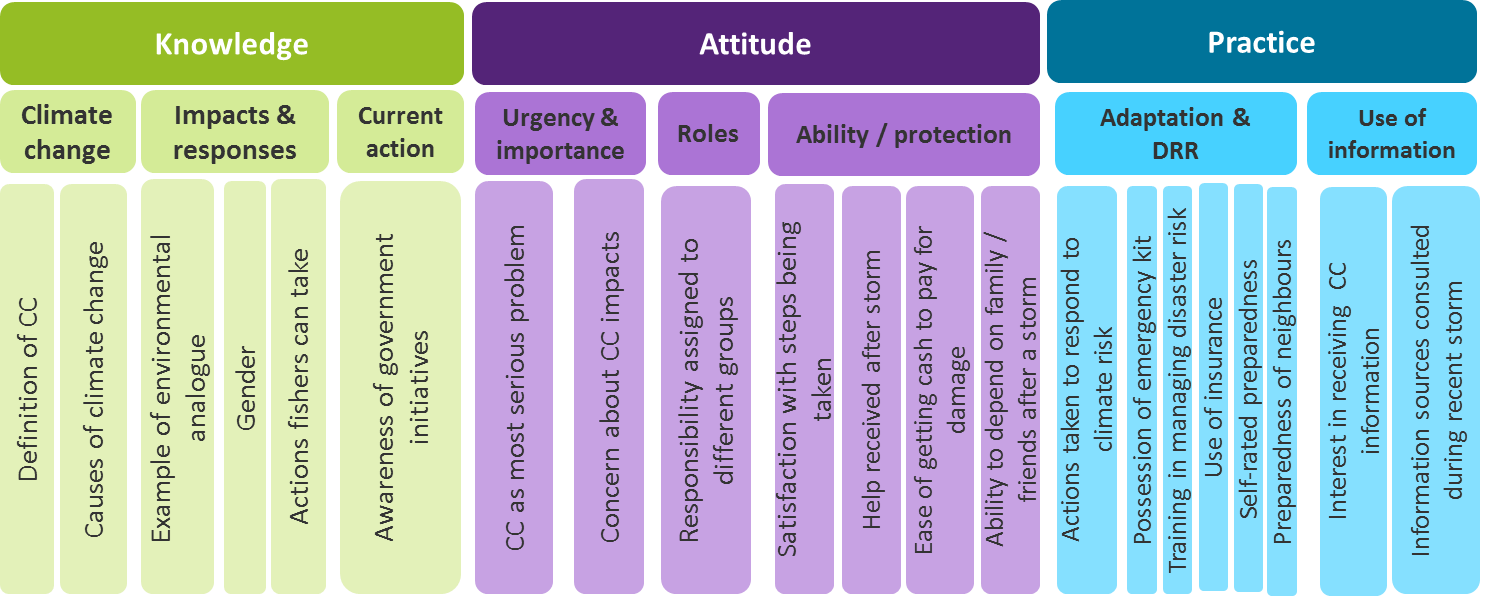 Knowledge
Attitude
Practice
Climate
change
Impacts &
responses
Current
action
Urgency &
importance
Roles
Ability / protection
Adaptation &
DRR
Use of
information
Definition of CC
Causes of climate change
Example of environmental
analogue
Gender
Actions fishers can take
Awareness of government
initiatives
CC as most serious problem
Concern about CC impacts
Responsibility assigned to
different groups
Satisfaction with steps being
taken
Help received after storm
Ease of getting cash to pay for
damage
Ability to depend on family /
friends after a storm
Actions taken to respond to
climate risk
Possession of emergency kit
Training in managing disaster risk
Use of insurance
Self-rated preparedness
Preparedness of neighbours
Interest in receiving CC
information
Information sources consulted
during recent storm